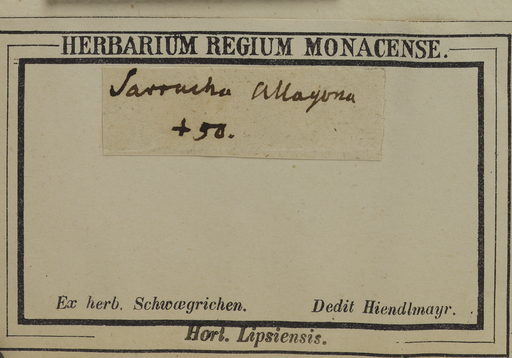 HERBARIUM REGIUM MONACENSE.
Sarracha allagona
+ 50.
Ex herb. Schwægrichen. Dedit Hiendlmayr.
Hort. Lipsiensis.